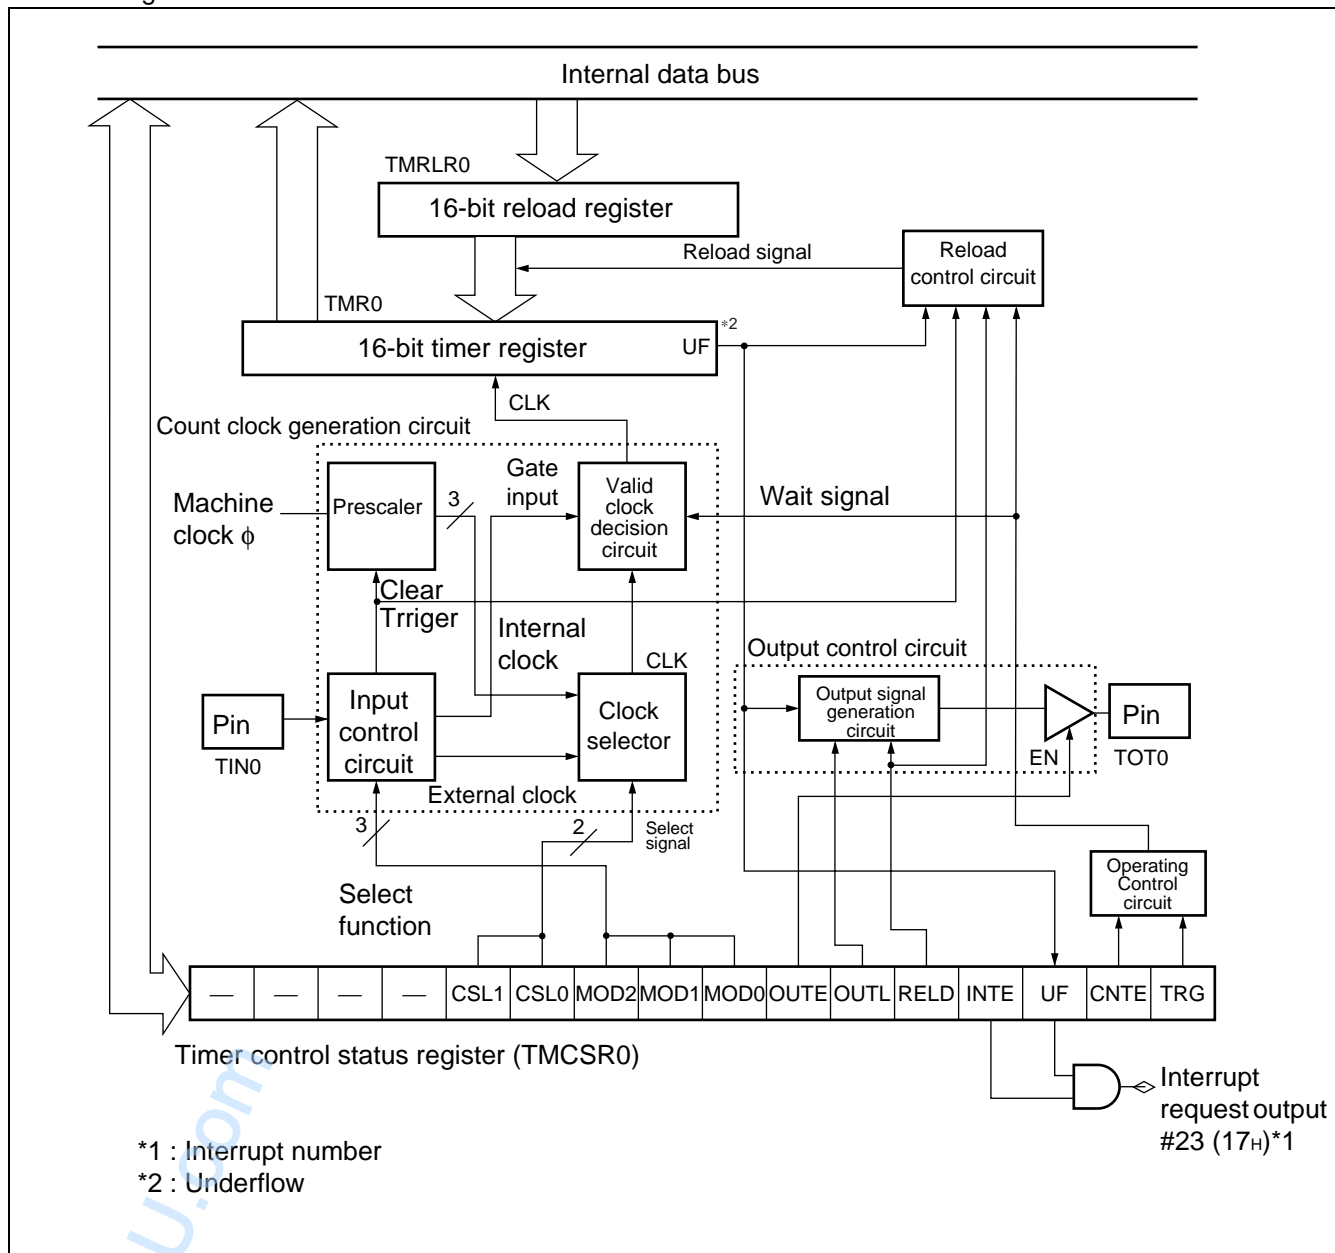 Internal data bus
TMRLR0
16-bit reload register
Reload signal
Reload
control circuit
TMR0
16-bit timer register
UF
*2
CLK
Count clock generation circuit
Machine
clock ϕ
Prescaler
3
Gate
input
Valid
clock
decision
circuit
Wait signal
Clear
Trriger
Internal
clock
CLK
Output control circuit
Pin
TIN0
Input
control
circuit
Clock
selector
External clock
Output signal
generation
circuit
EN
Pin
TOT0
3
2
Select
signal
Select
function
Operating
Control
circuit
— — — — CSL1 CSL0 MOD2 MOD1 MOD0 OUTE OUTL RELD INTE UF CNTE TRG
Timer control status register (TMCSR0)
Interrupt
request output
#23 (17H)*1
*1 : Interrupt number
*2 : Underflow
U.com